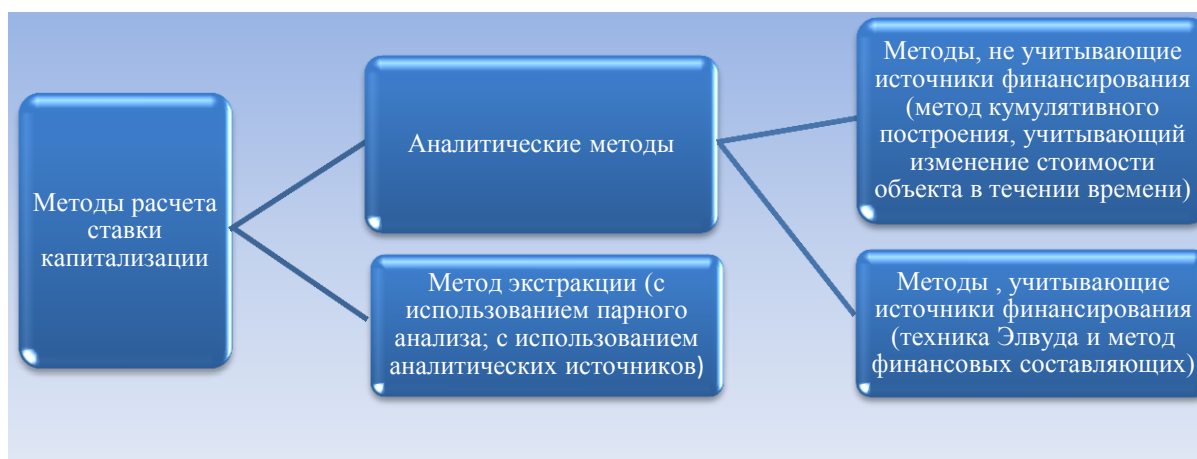 Методы расчета
ставки
капитализации
Аналитические методы
Метод экстракции (с
использованием парного
анализа; с использованием
аналитических источников)
Методы, не учитывающие
источники финансирования
(метод кумулятивного
построения, учитывающий
изменение стоимости
объекта в течении времени)
Методы , учитывающие
источники финансирования
(техника Элвуда и метод
финансовых составляющих)